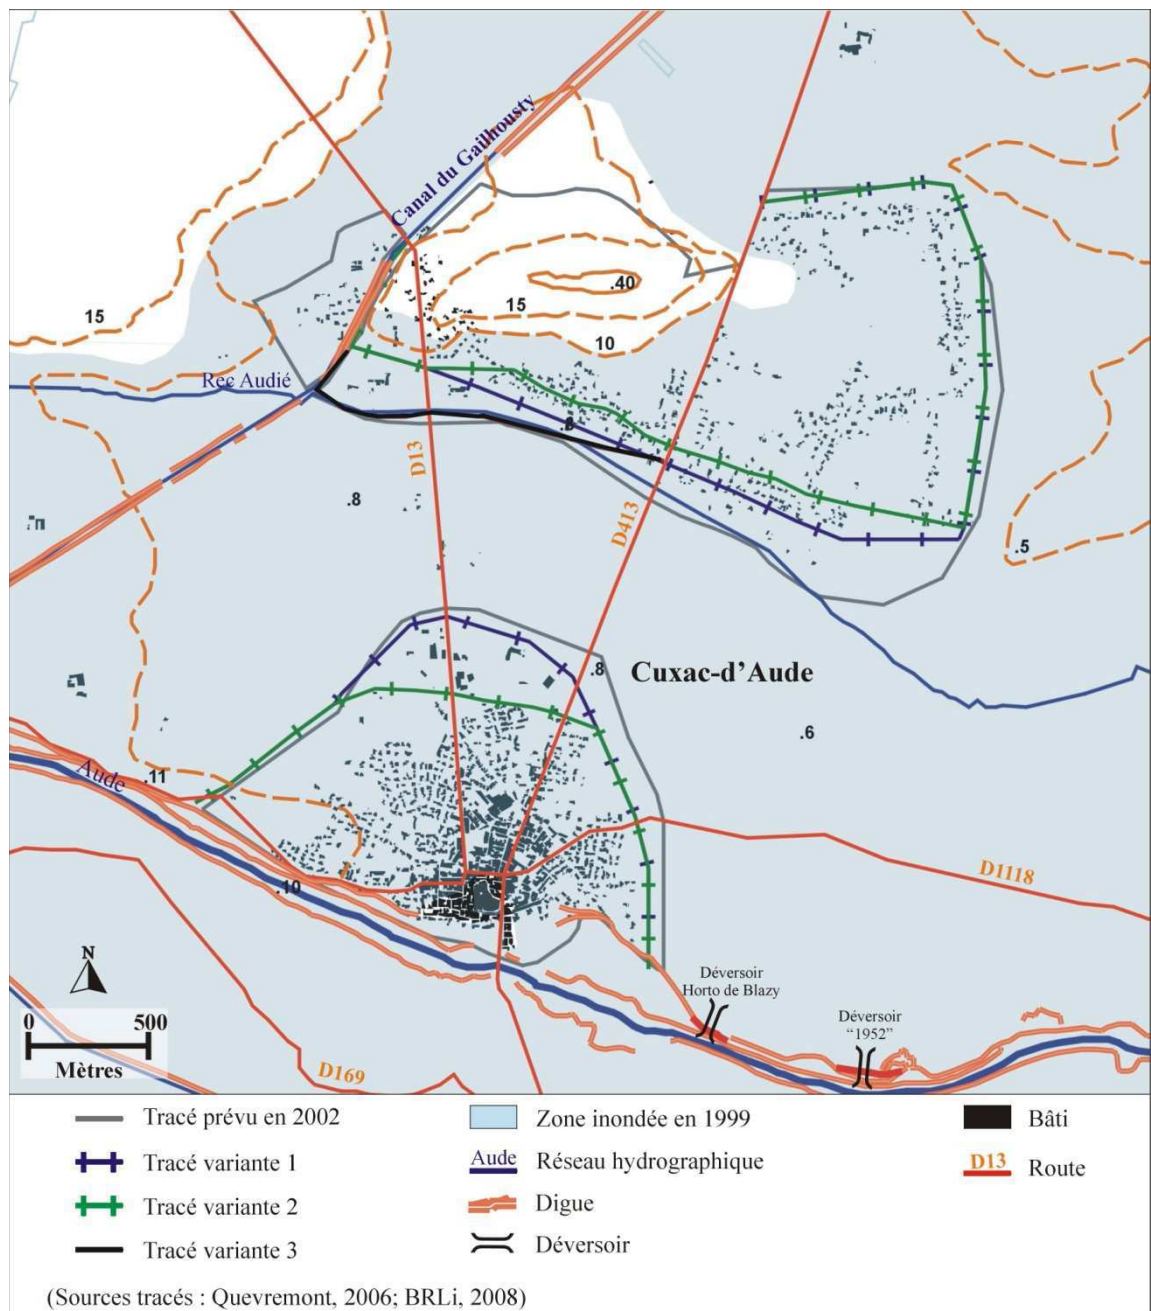 Canal du Gailhousty
.40
15
15
10
Rec Audié
.8
D13
.8
D413
.5
.8
Cuxac-d’Aude
.6
Aude
.11
.10
D1118
N
0 500
Mètres
Déversoir
Horto de Blazy
Déversoir
“1952”
D169
Tracé prévu en 2002
Tracé variante 1
Tracé variante 2
Tracé variante 3
Zone inondée en 1999
Aude Réseau hydrographique
Digue
Déversoir
Bâti
D13 Route
(Sources tracés : Quevremont, 2006; BRLi, 2008)